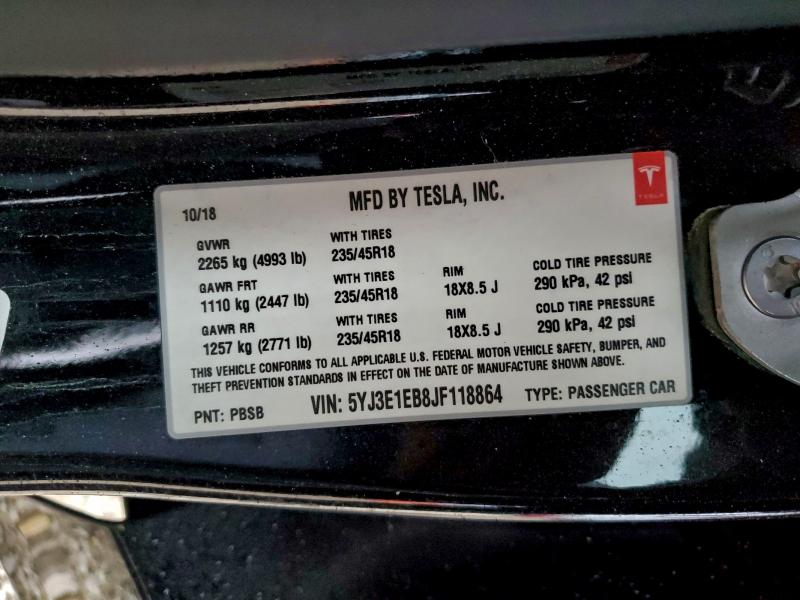 MFD BY TESLA, INC.
10/18
MFD BY TESLA, INC.
TESLA
GVWR
2265 kg (4993 lb)
WITH TIRES
235/45R18
GAWR FRT
1110 kg (2447 lb)
WITH TIRES
235/45R18
RIM
18X8.5 J
COLD TIRE PRESSURE
290 kPa, 42 psi
GAWR RR
1257 kg (2771 lb)
WITH TIRES
235/45R18
RIM
18X8.5 J
COLD TIRE PRESSURE
290 kPa, 42 psi
THIS VEHICLE CONFORMS TO ALL APPLICABLE U.S. FEDERAL MOTOR VEHICLE SAFETY, BUMPER, AND
THEFT PREVENTION STANDARDS IN EFFECT ON THE DATE OF MANUFACTURE SHOWN ABOVE.
PNT: PBSB
VIN: 5YJ3E1EB8JF118864
TYPE: PASSENGER CAR